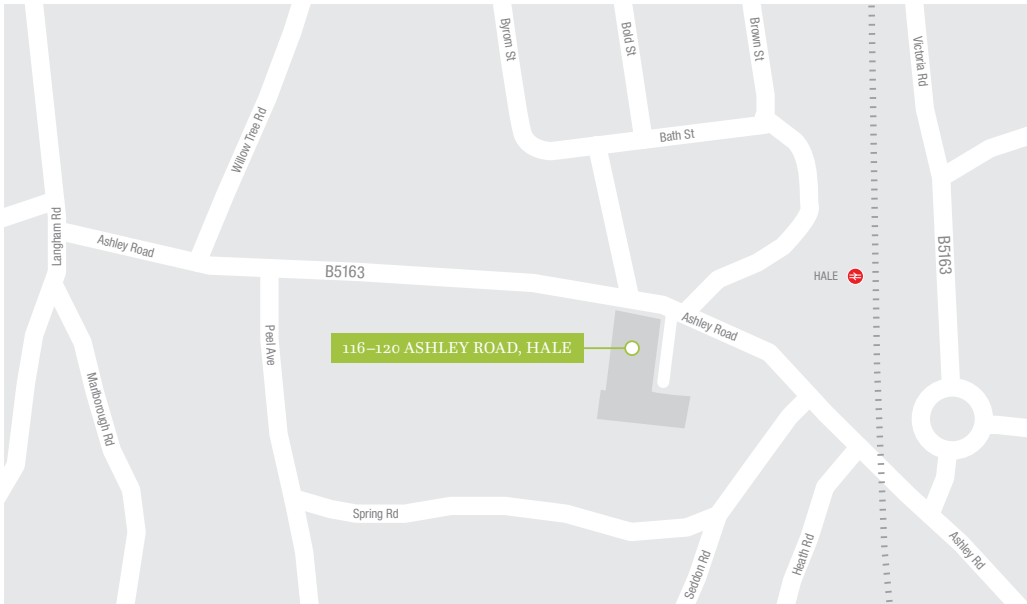 Byrom St
Bold St
Brown St
Victoria Rd
Willow Tree Rd
Bath St
Langham Rd
Ashley Road
B5163
B5163
HALE
Peel Ave
Ashley Road
116–120 ASHLEY ROAD, HALE
Marlborough Rd
Spring Rd
Seddon Rd
Heath Rd
Ashley Rd